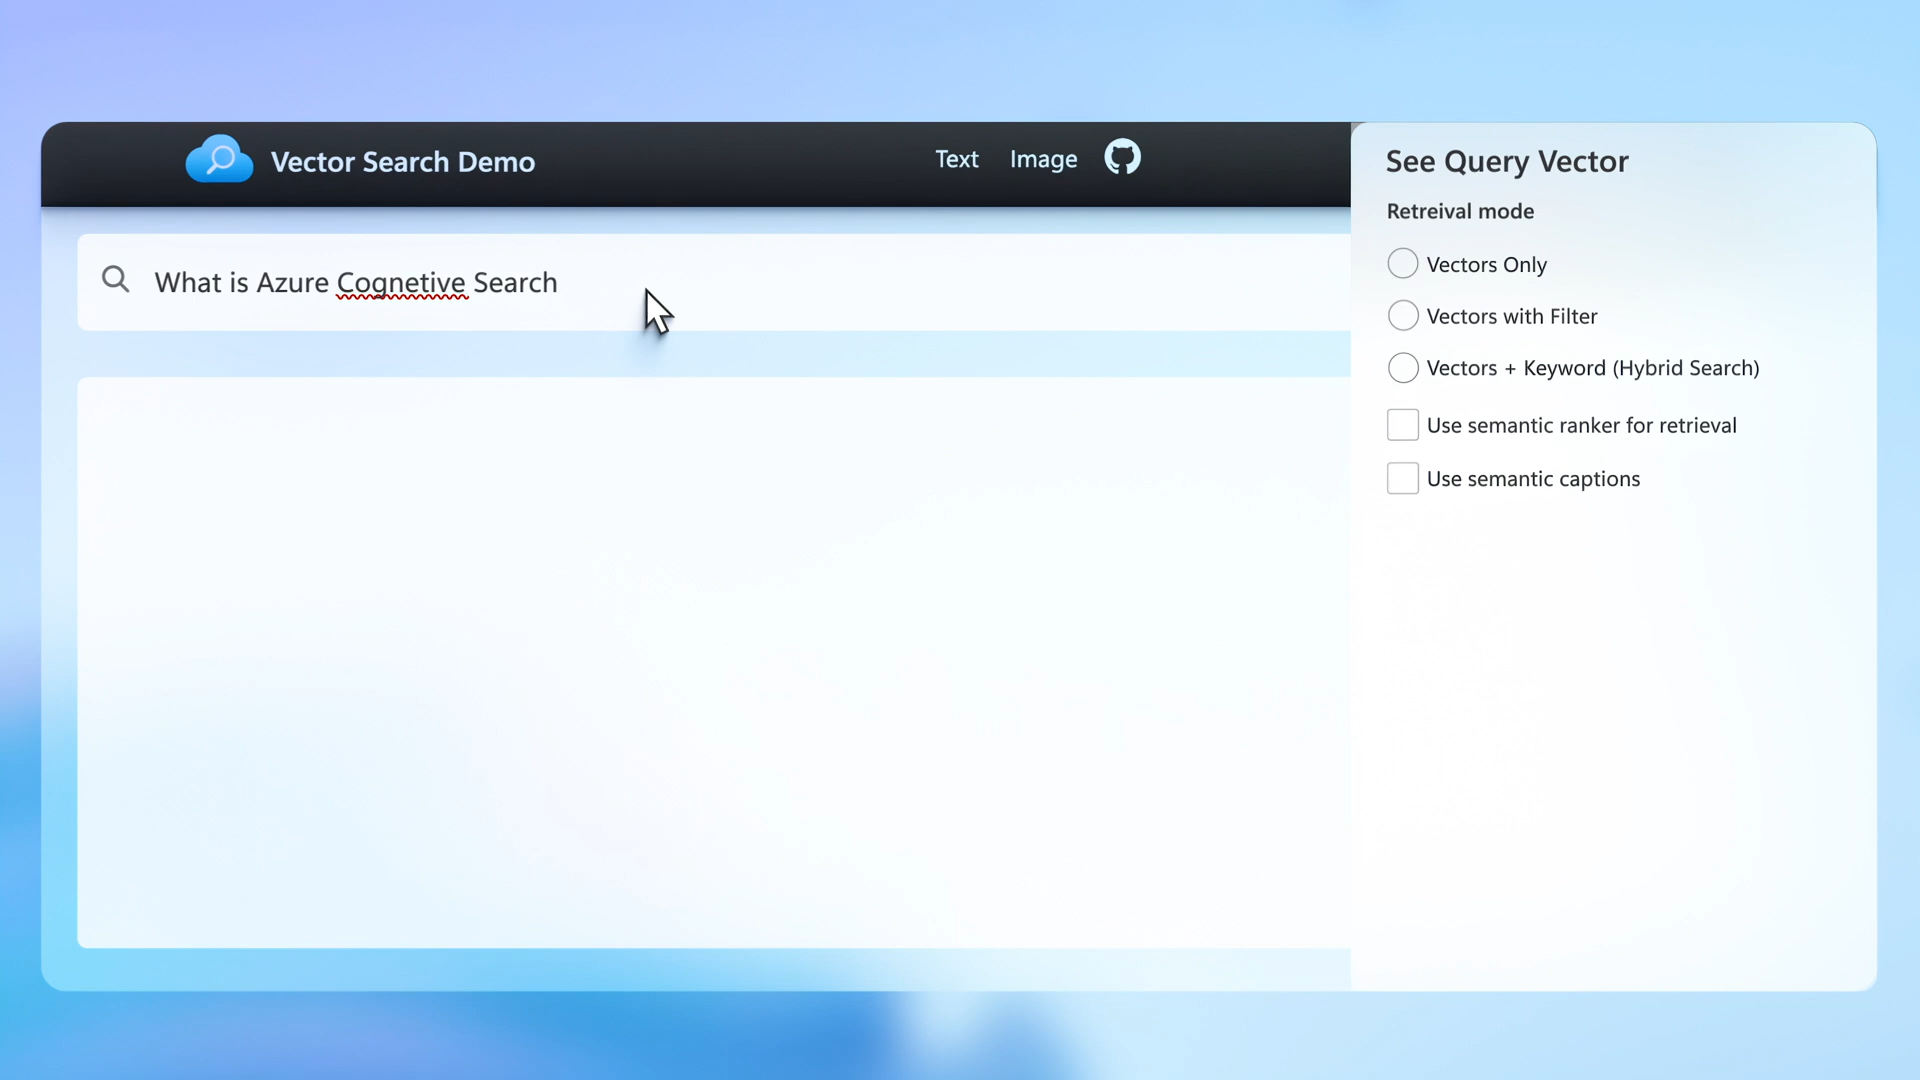 Vector Search Demo
Text
Image
What is Azure Cognetive Search
See Query Vector
Retreival mode
Vectors Only
Vectors with Filter
Vectors + Keyword (Hybrid Search)
Use semantic ranker for retrieval
Use semantic captions